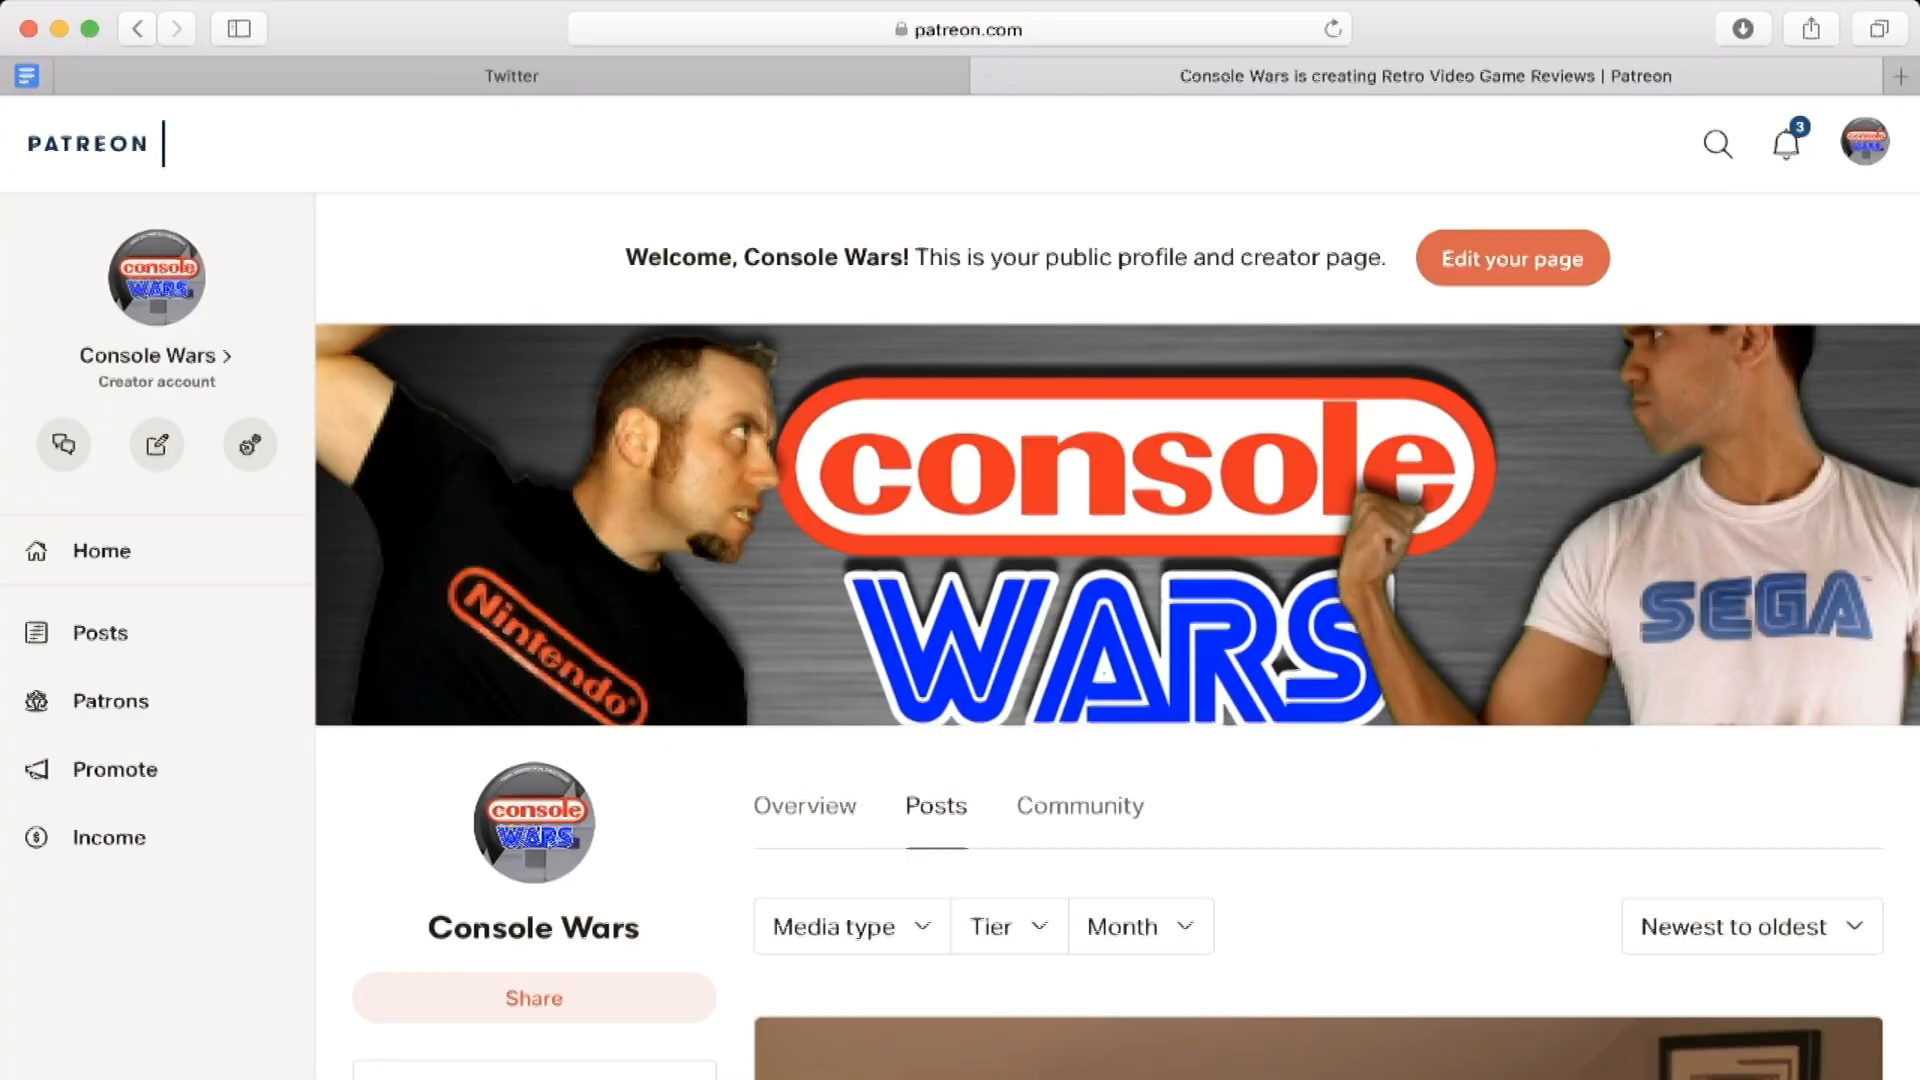 patreon.com
Twitter
Console Wars is creating Retro Video Game Reviews | Patreon
PATREON
3
console
WARS
Welcome, Console Wars! This is your public profile and creator page.
Edit your page
console
WARS
Console Wars
Creator account
Nintendo®
console
WARS
SEGA™
Home
Posts
Patrons
Promote
Income
console
WARS
Overview
Posts
Community
Console Wars
Media type
Tier
Month
Newest to oldest
Share